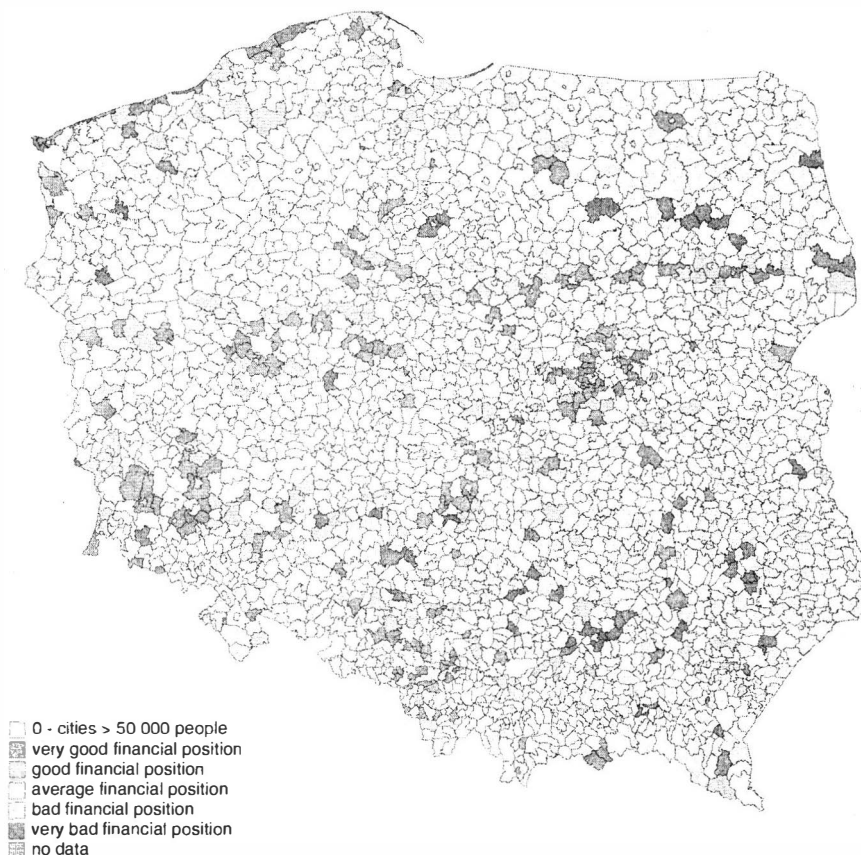 0 - cities > 50 000 people
very good financial position
good financial position
average financial position
bad financial position
very bad financial position
no data